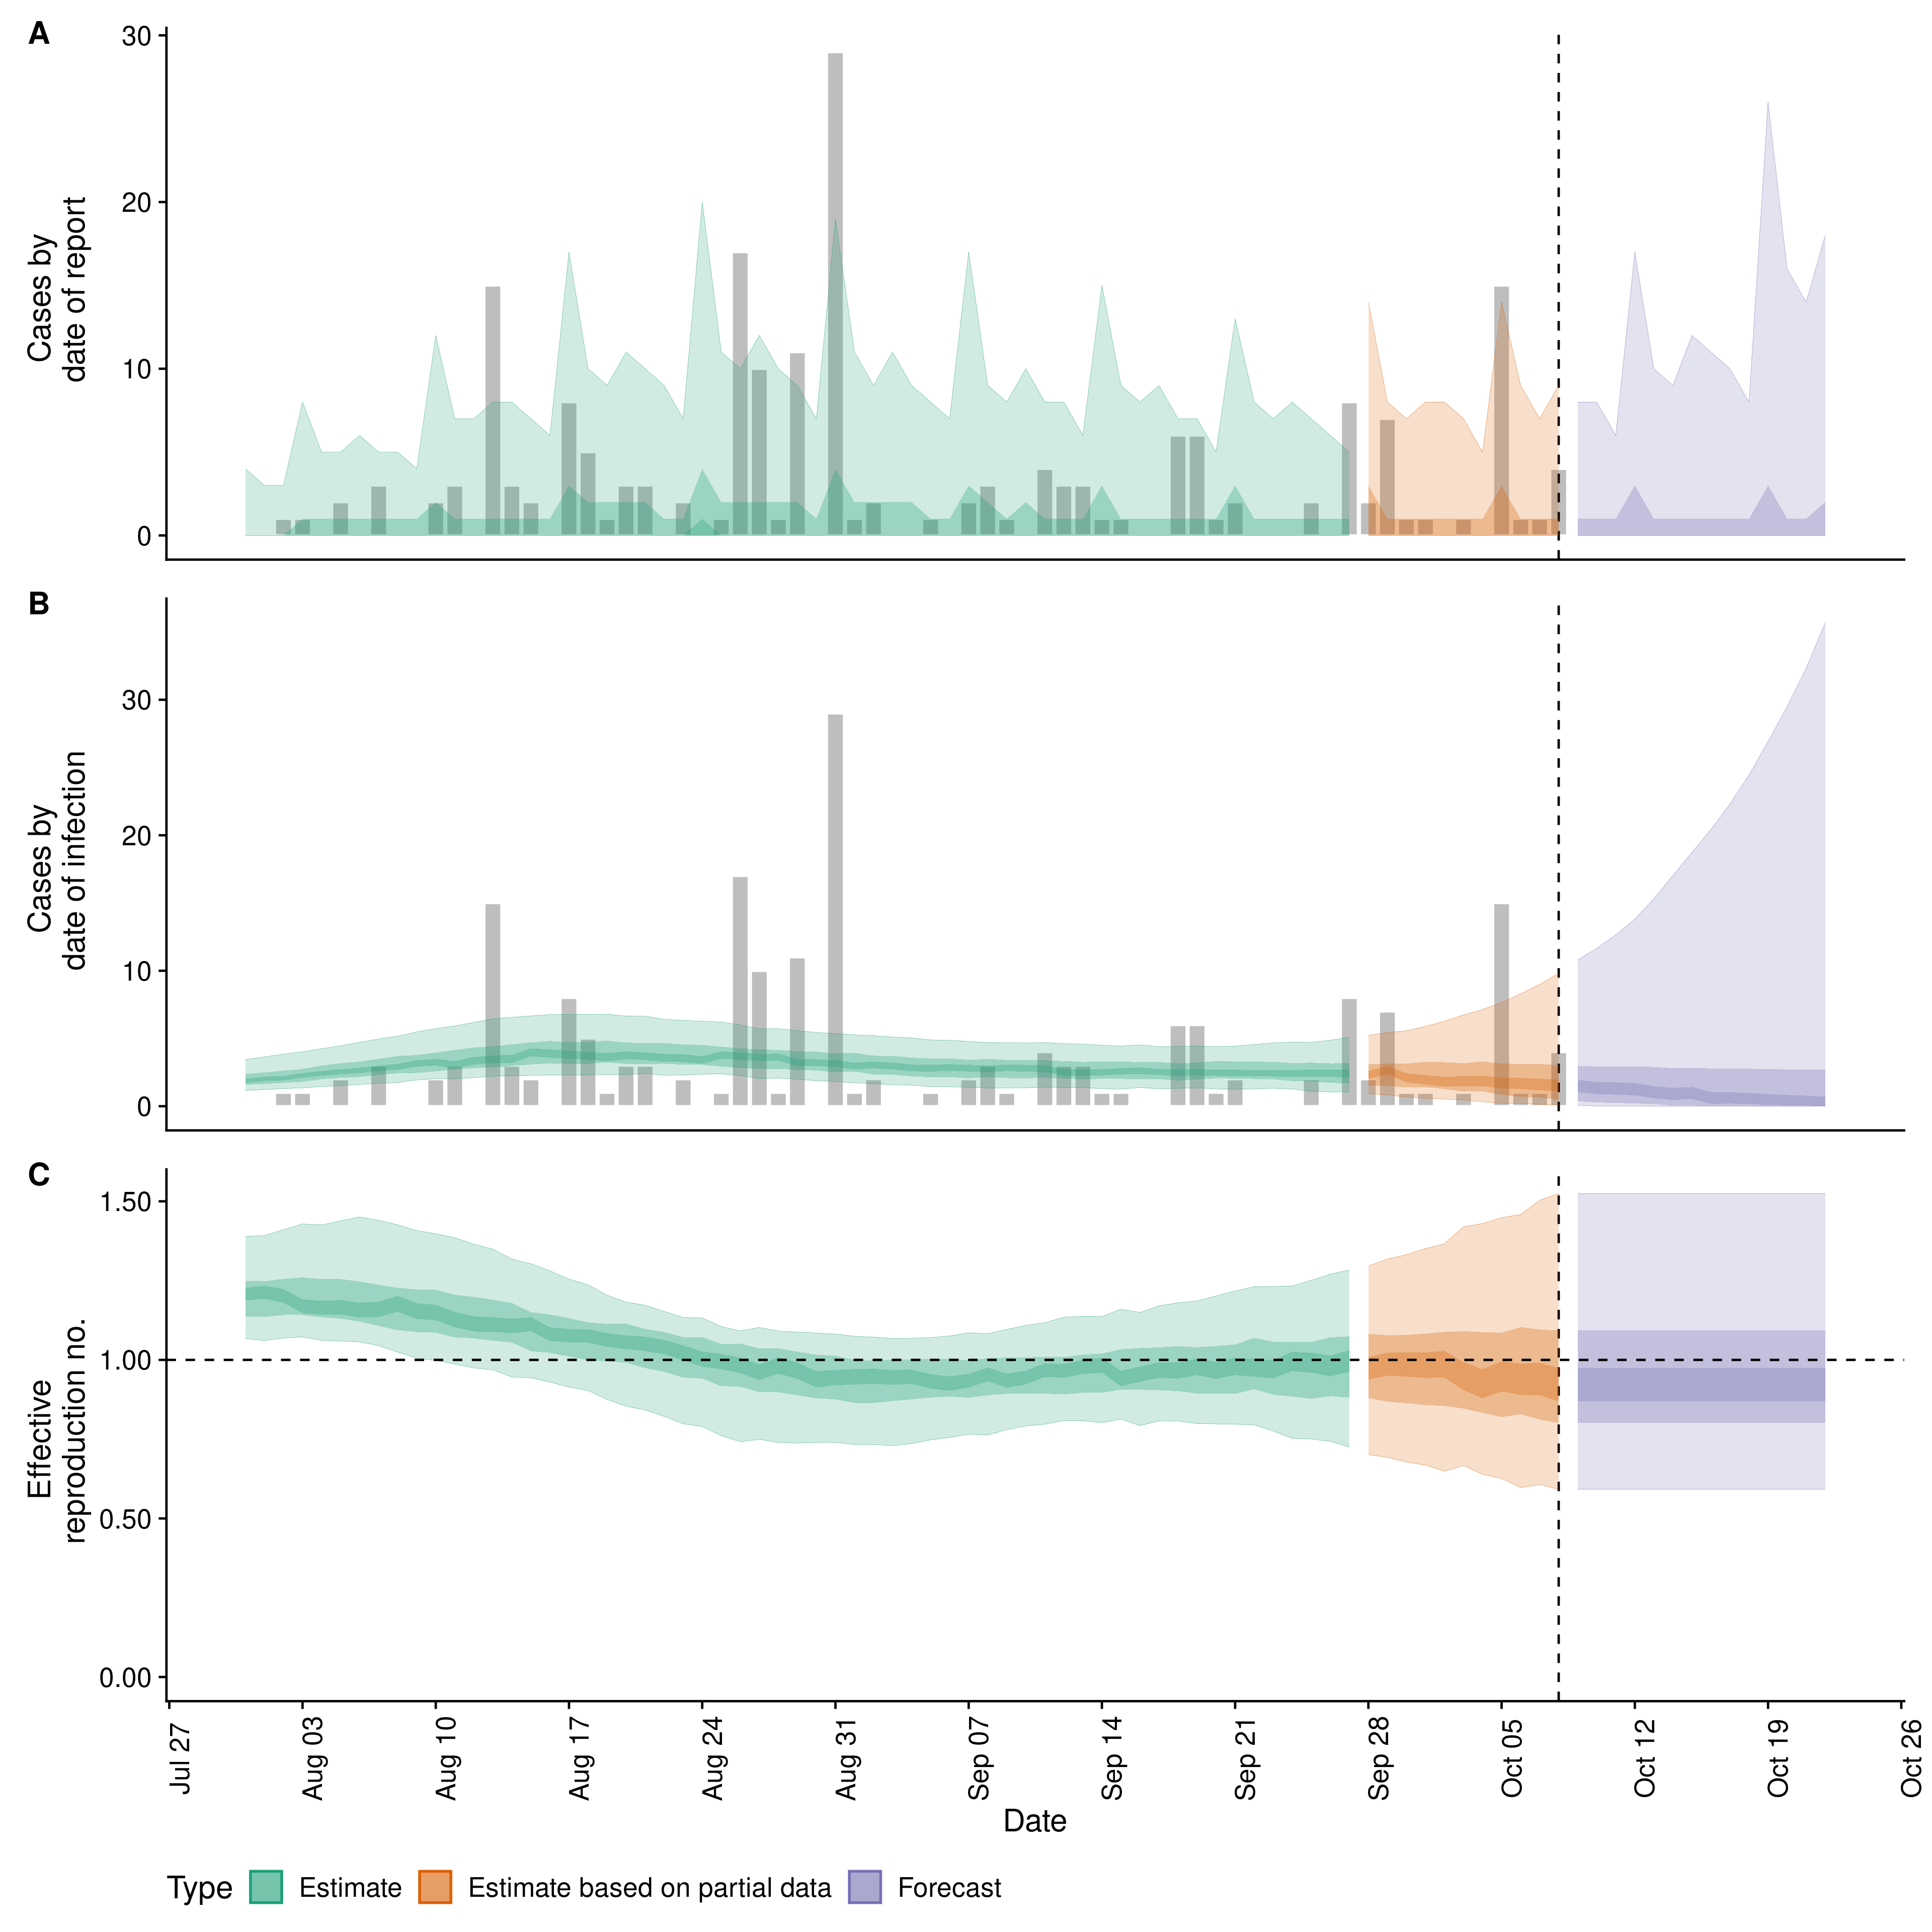 A
Cases by
date of report
30
20
10
0
B
Cases by
date of infection
30
20
10
0
C
Effective
reproduction no.
1.50
1.00
0.50
0.00
Jul 27
Aug 03
Aug 10
Aug 17
Aug 24
Aug 31
Sep 07
Sep 14
Sep 21
Sep 28
Oct 05
Oct 12
Oct 19
Oct 26
Date
Type Estimate Estimate based on partial data Forecast